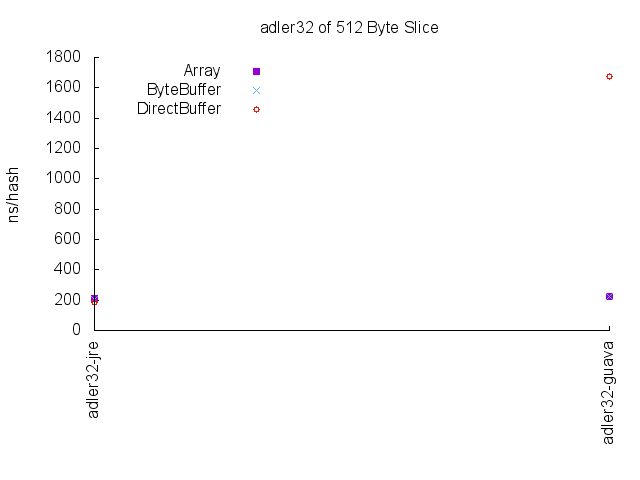 adler32 of 512 Byte Slice
1800
1600
1400
1200
1000
800
600
400
200
0
ns/hash
Array
ByteBuffer
DirectBuffer
adler32-jre
adler32-guava